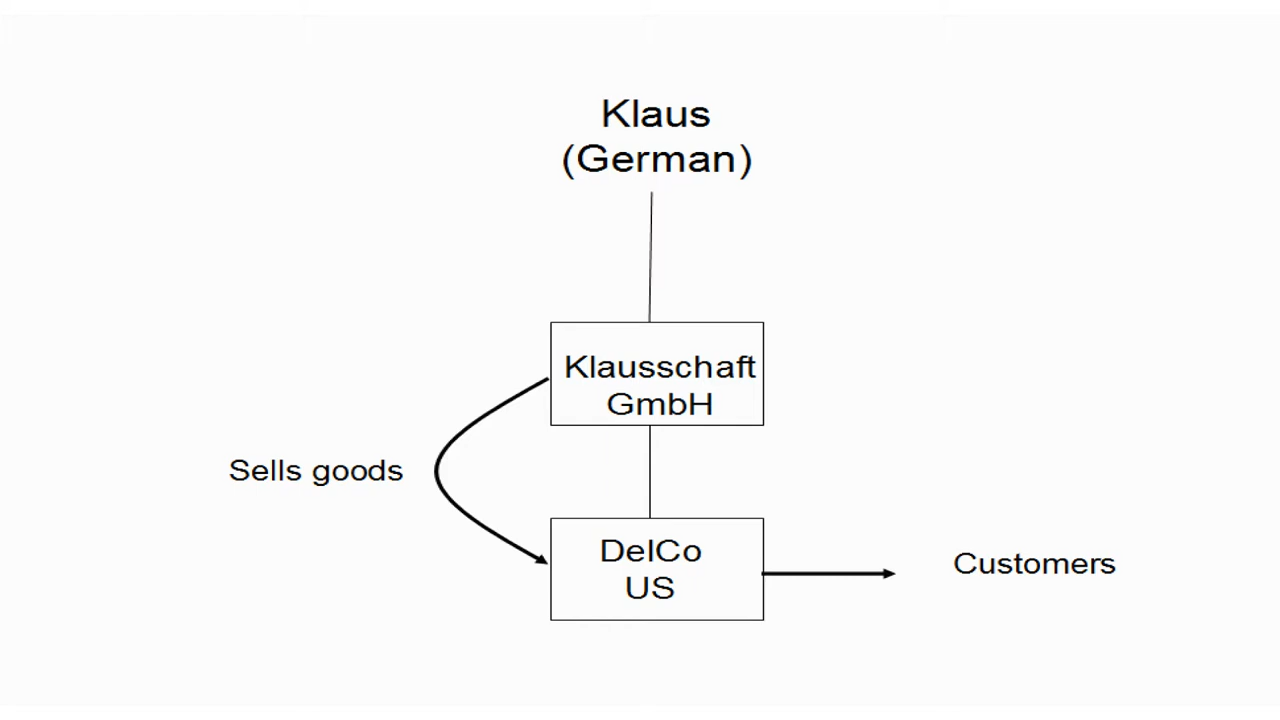 Klaus
(German)
Klausschaft
GmbH
Sells goods
DelCo
US
Customers